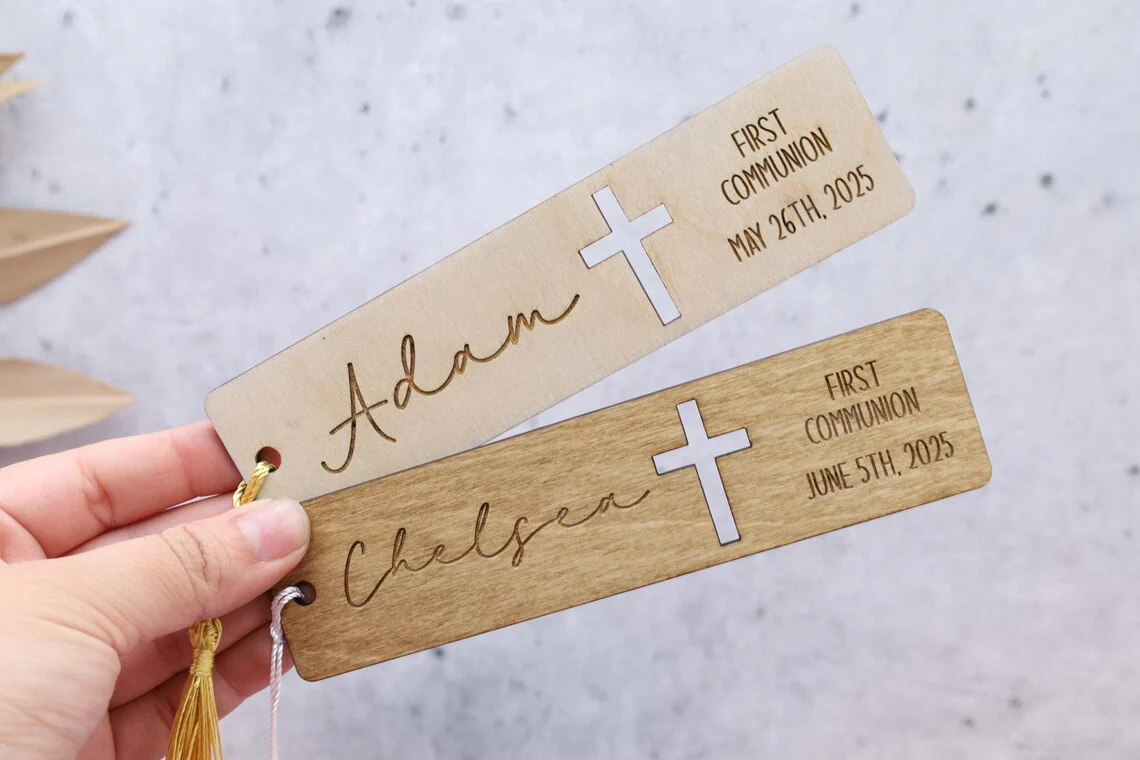 Adam
FIRST
COMMUNION
MAY 26TH, 2025
Chelsea
FIRST
COMMUNION
JUNE 5TH, 2025